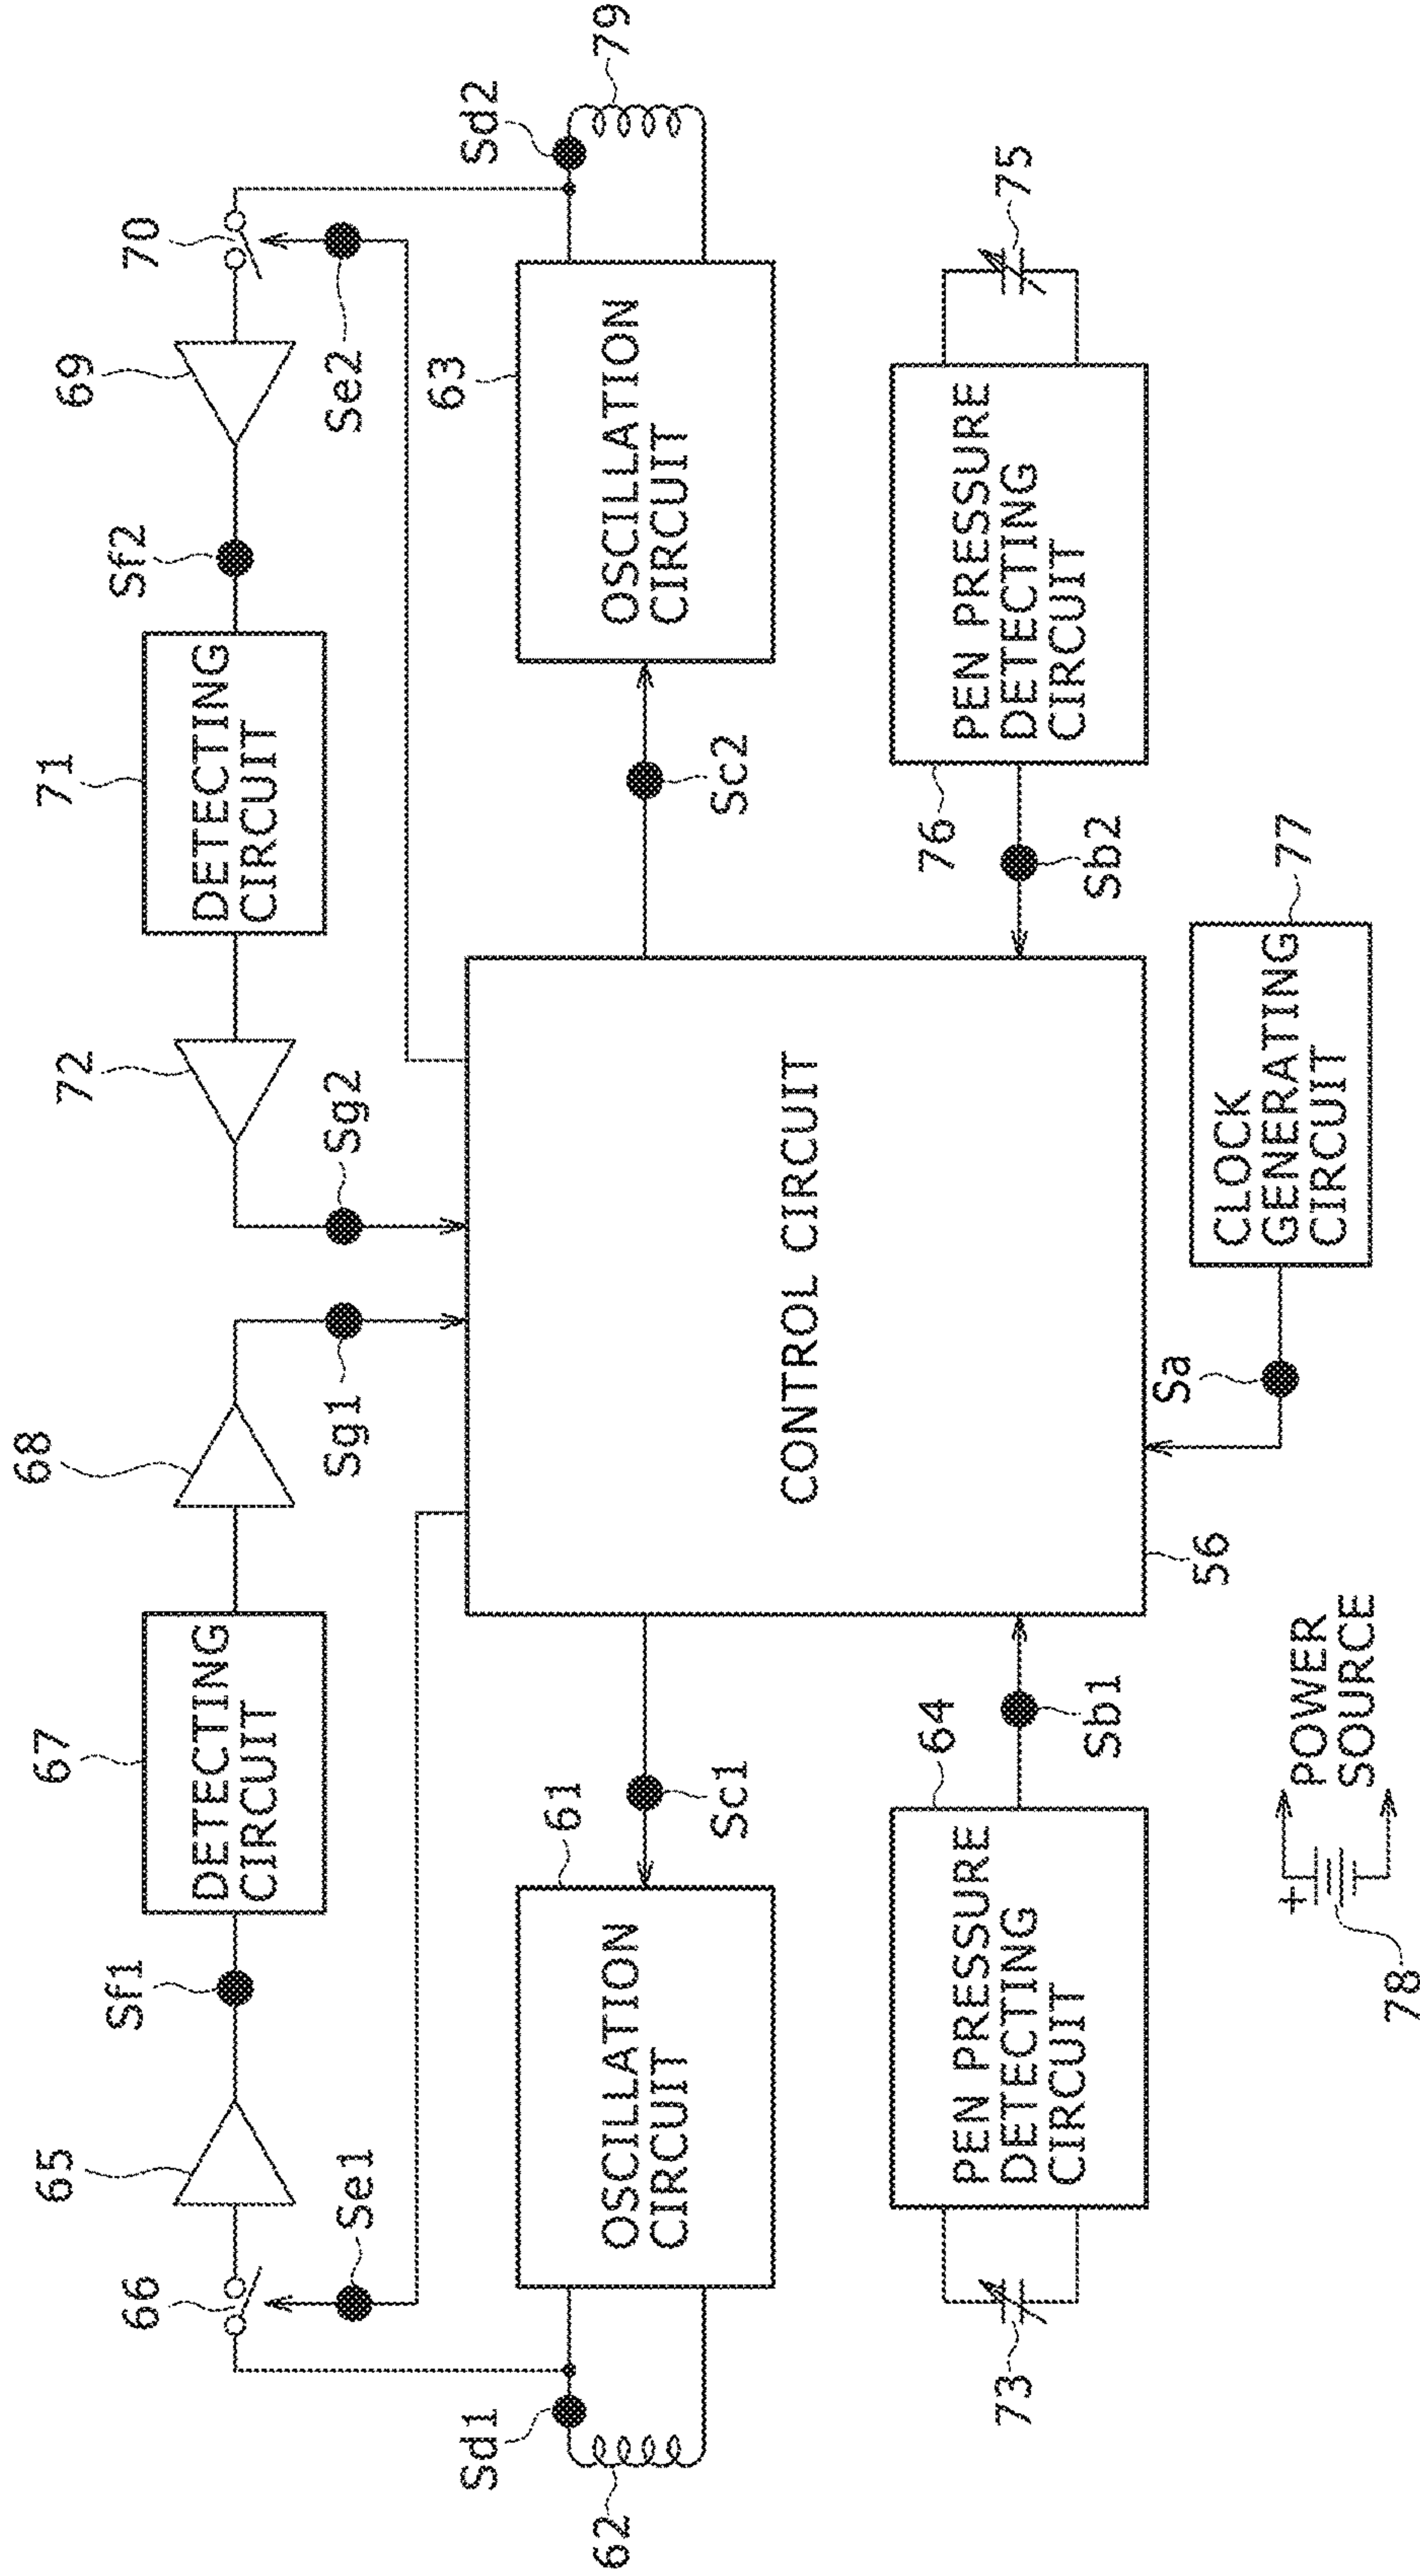 68
72
67
71
65
69
66
70
Sf1
Sf2
DETECTING
CIRCUIT
DETECTING
CIRCUIT
Se1
Sg1
Sg2
Se2
Sd1
61
63
Sd2
62
OSCILLATION
CIRCUIT
OSCILLATION
CIRCUIT
79
Sc1
Sc2
CONTROL CIRCUIT
64
76
73
PEN PRESSURE
DETECTING
CIRCUIT
PEN PRESSURE
DETECTING
CIRCUIT
75
Sb1
Sb2
Sa
56
CLOCK
GENERATING
CIRCUIT
77
+
POWER
SOURCE
78